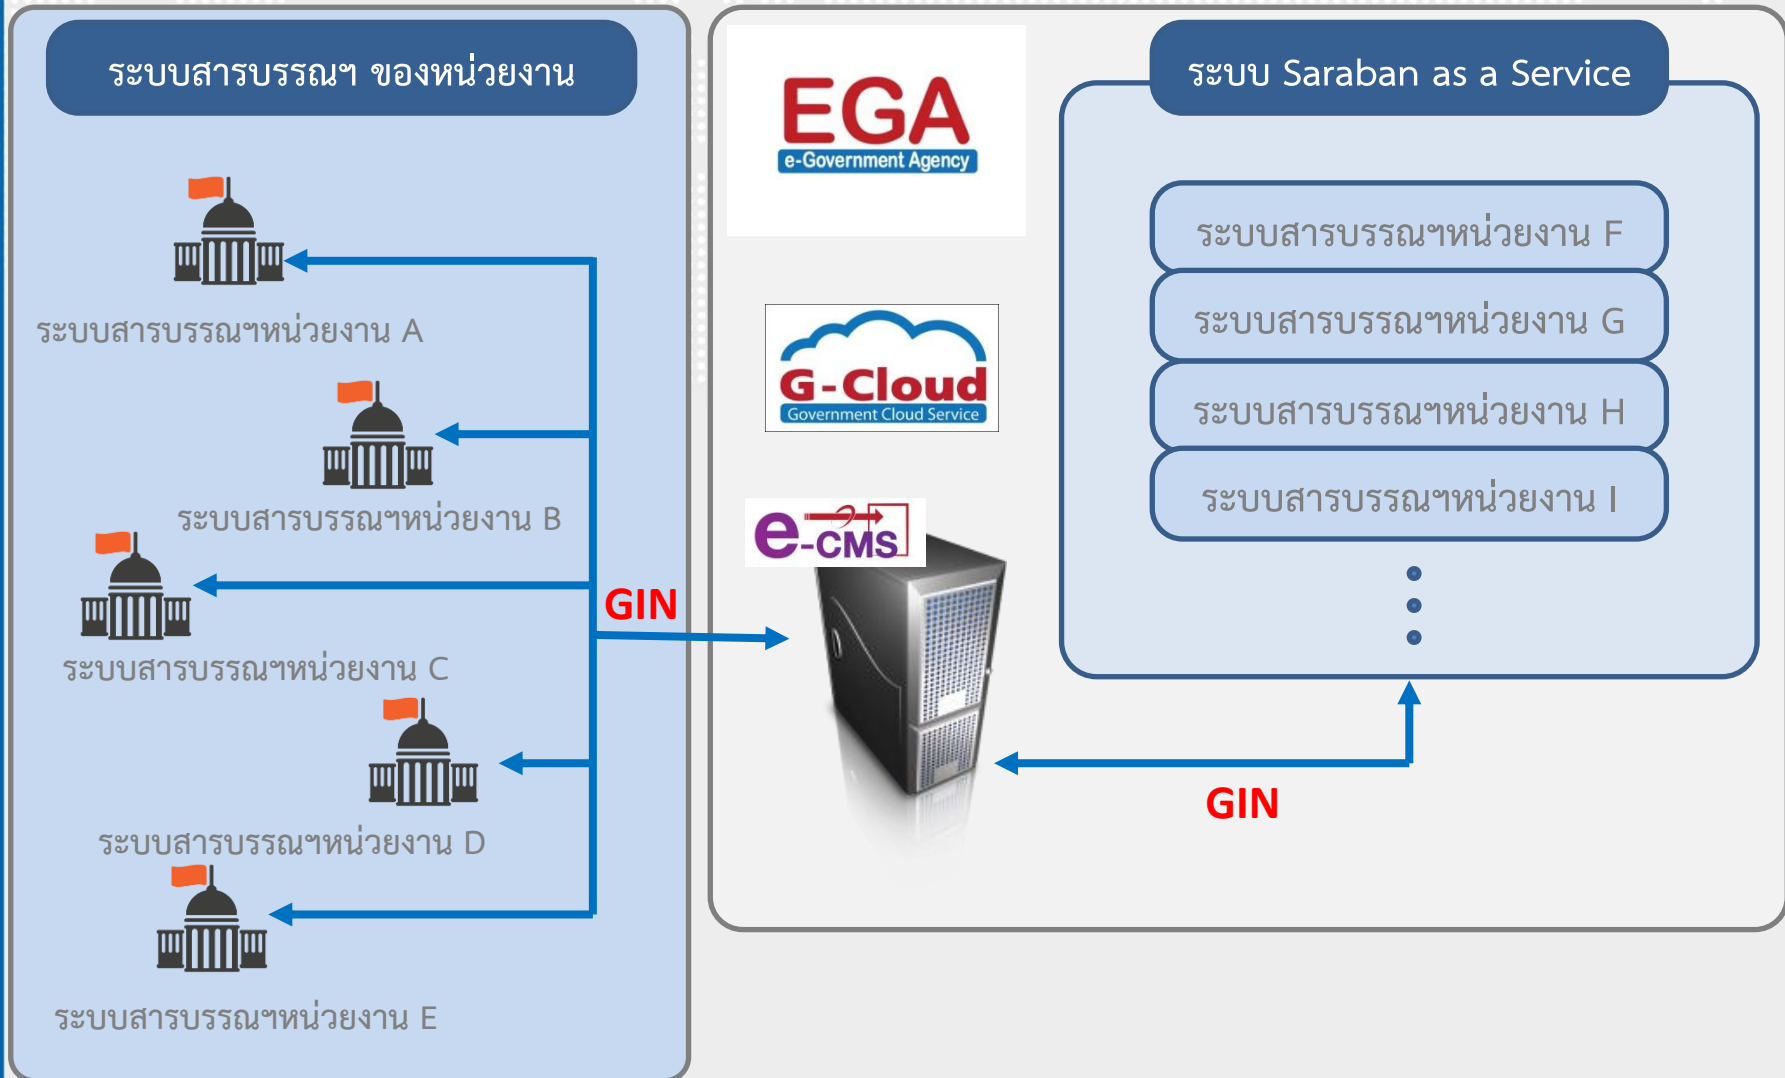 ระบบสารบรรณฯ ของหน่วยงาน
ระบบสารบรรณฯหน่วยงาน A
ระบบสารบรรณฯหน่วยงาน B
ระบบสารบรรณฯหน่วยงาน C
ระบบสารบรรณฯหน่วยงาน D
ระบบสารบรรณฯหน่วยงาน E
GIN
EGA
e-Government Agency
G-Cloud
Government Cloud Service
e-CMS
ระบบ Saraban as a Service
ระบบสารบรรณฯหน่วยงาน F
ระบบสารบรรณฯหน่วยงาน G
ระบบสารบรรณฯหน่วยงาน H
ระบบสารบรรณฯหน่วยงาน I
GIN